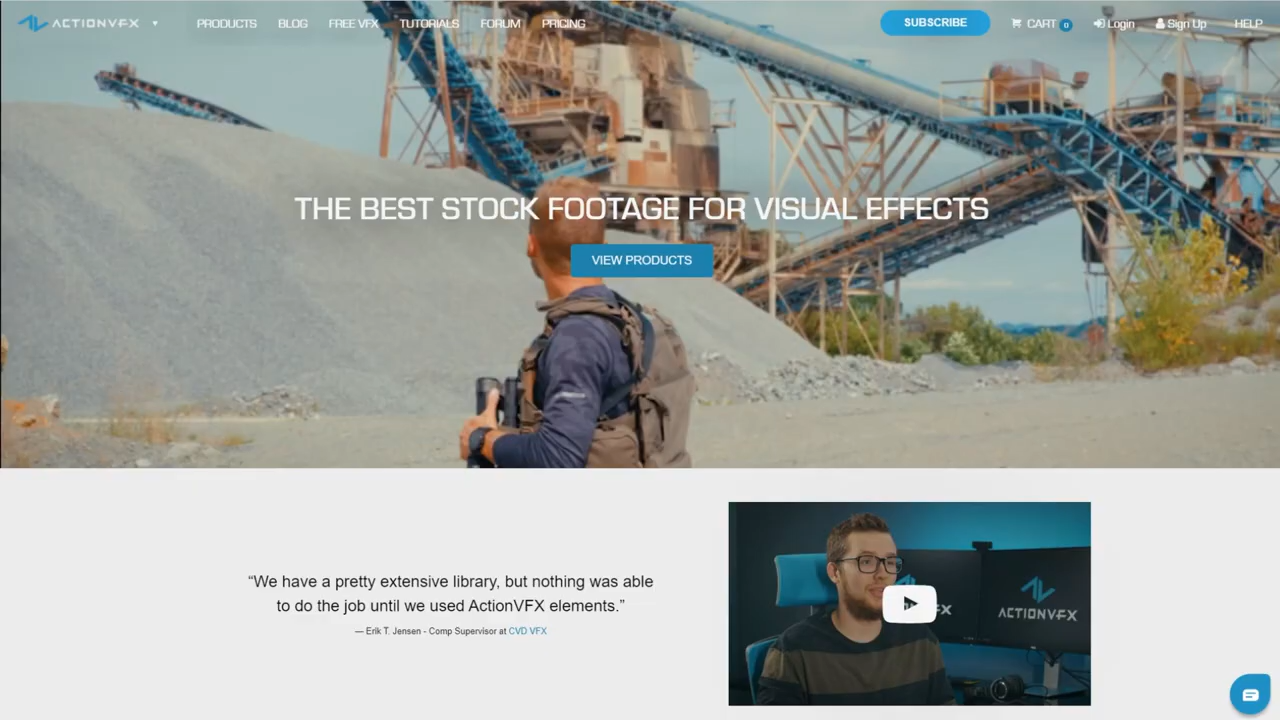 ACTIONVFX
PRODUCTS
BLOG
FREE VFX
TUTORIALS
FORUM
PRICING
SUBSCRIBE
CART 0
Login
Sign Up
HELP
THE BEST STOCK FOOTAGE FOR VISUAL EFFECTS
VIEW PRODUCTS
“We have a pretty extensive library, but nothing was able
to do the job until we used ActionVFX elements.”
— Erik T. Jensen - Comp Supervisor at CVD VFX
ACTIONVFX